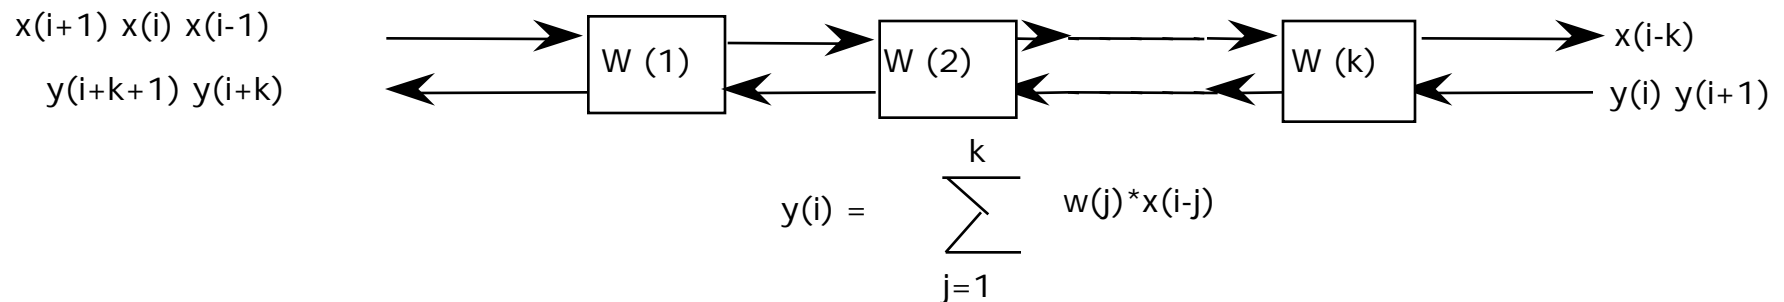 x(i+1) x(i) x(i-1)
W (1)
W (2)
W (k)
x(i-k)
y(i+k+1) y(i+k)
y(i) y(i+1)
k
y(i) = ∑ w(j)*x(i-j)
j=1